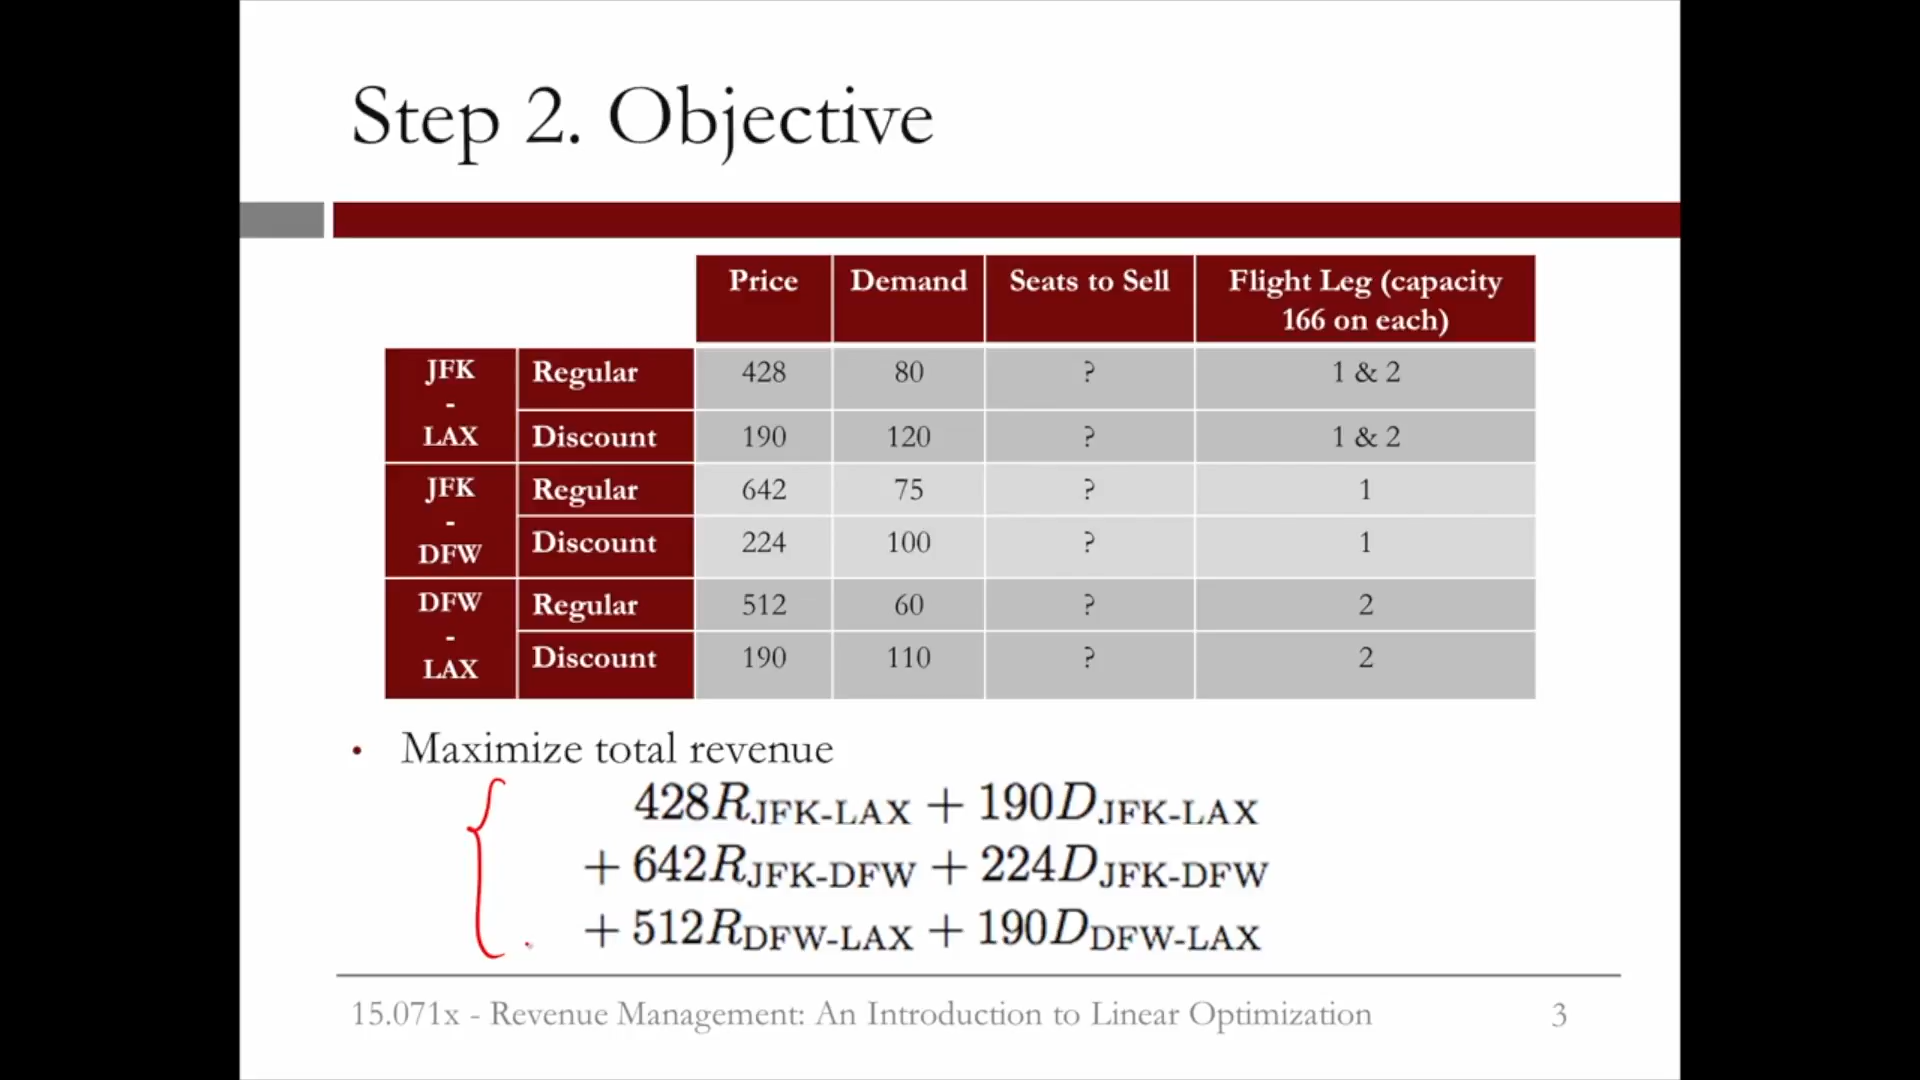 Step 2. Objective
Price Demand Seats to Sell Flight Leg (capacity
166 on each)
JFK
-
LAX
Regular 428 80 ? 1 & 2
Discount 190 120 ? 1 & 2
JFK
-
DFW
Regular 642 75 ? 1
Discount 224 100 ? 1
DFW
-
LAX
Regular 512 60 ? 2
Discount 190 110 ? 2
• Maximize total revenue
428R_JFK-LAX + 190D_JFK-LAX
+ 642R_JFK-DFW + 224D_JFK-DFW
+ 512R_DFW-LAX + 190D_DFW-LAX
15.071x - Revenue Management: An Introduction to Linear Optimization 3